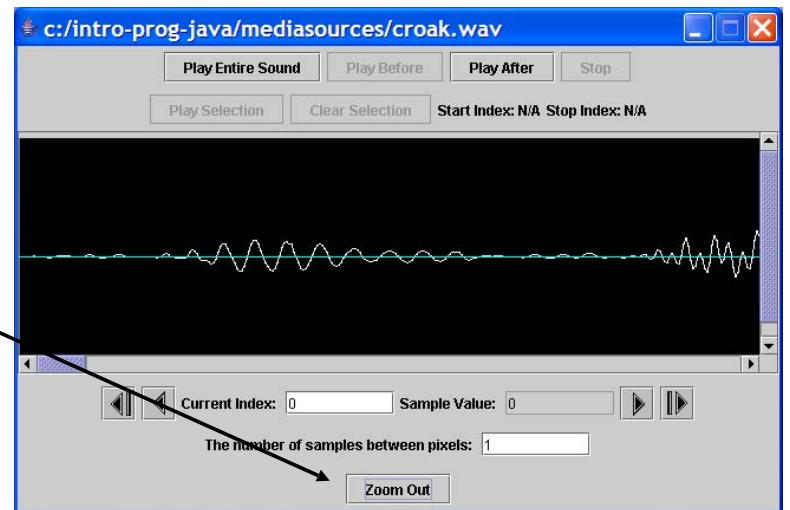 c:/intro-prog-java/mediasources/croak.wav
Play Entire Sound Play Before Play After Stop
Play Selection Clear Selection Start Index: N/A Stop Index: N/A
Current Index: 0 Sample Value: 0
The number of samples between pixels: 1
Zoom Out